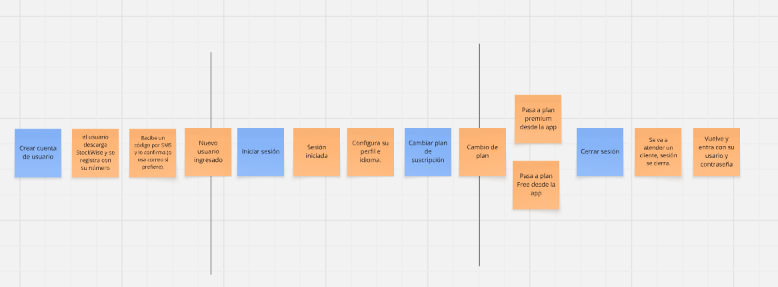 Crear cuenta
de usuario
el usuario
descarga
StockWise y se
registra con
su número
Recibe un
código por SMS
y lo confirma (o
usa correo si
prefiere).
Nuevo
usuario
ingresado
Iniciar sesión
Sesión
iniciada
Configura su
perfil e
idioma.
Cambiar plan
de
suscripción
Cambio de
plan
Pasa a plan
premium
desde la app
Pasa a plan
Free desde la
app
Cerrar sesión
Se va a
atender un
cliente, sesión
se cierra.
Vuelve y
entra con su
usario y
contraseña